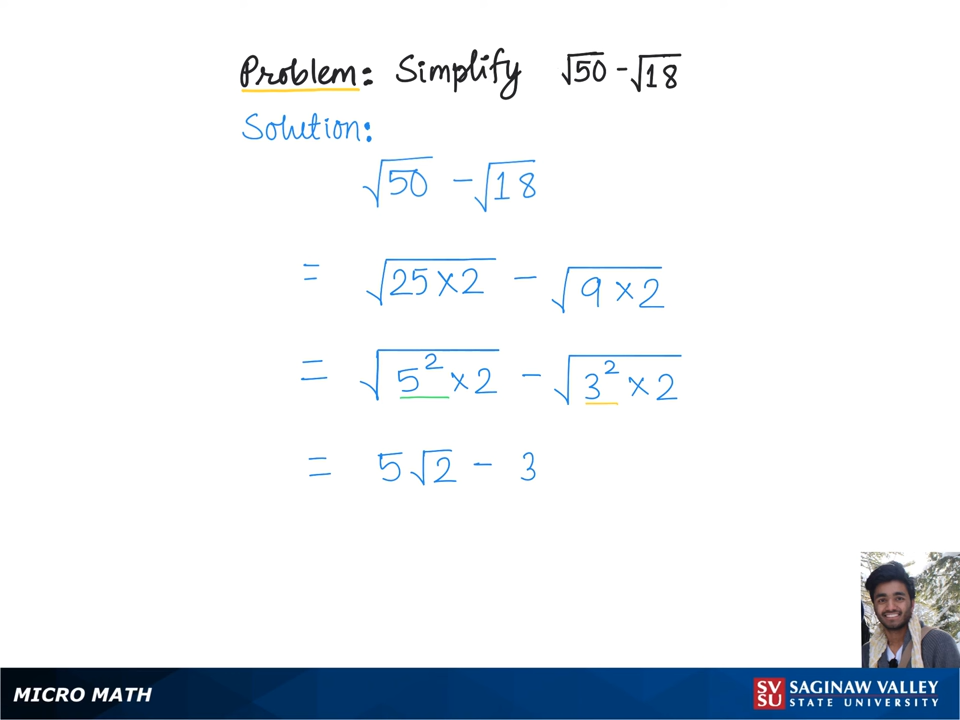 Problem: Simplify √50 - √18
Solution:
√50 - √18
= √25×2 - √9×2
= √5²×2 - √3²×2
= 5√2 - 3
MICRO MATH
SVSU SAGINAW VALLEY
STATE UNIVERSITY